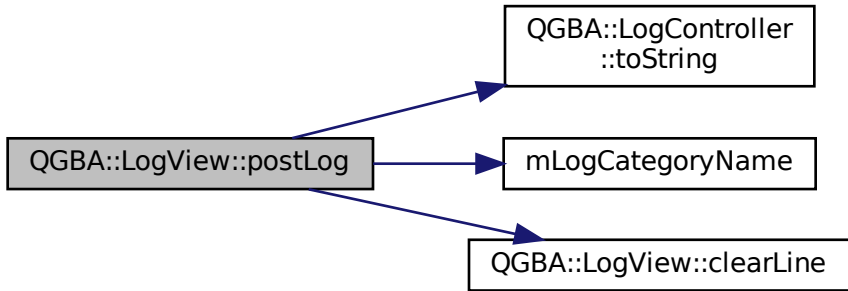 QGBA::LogView::postLog
QGBA::LogController
::toString
mLogCategoryName
QGBA::LogView::clearLine